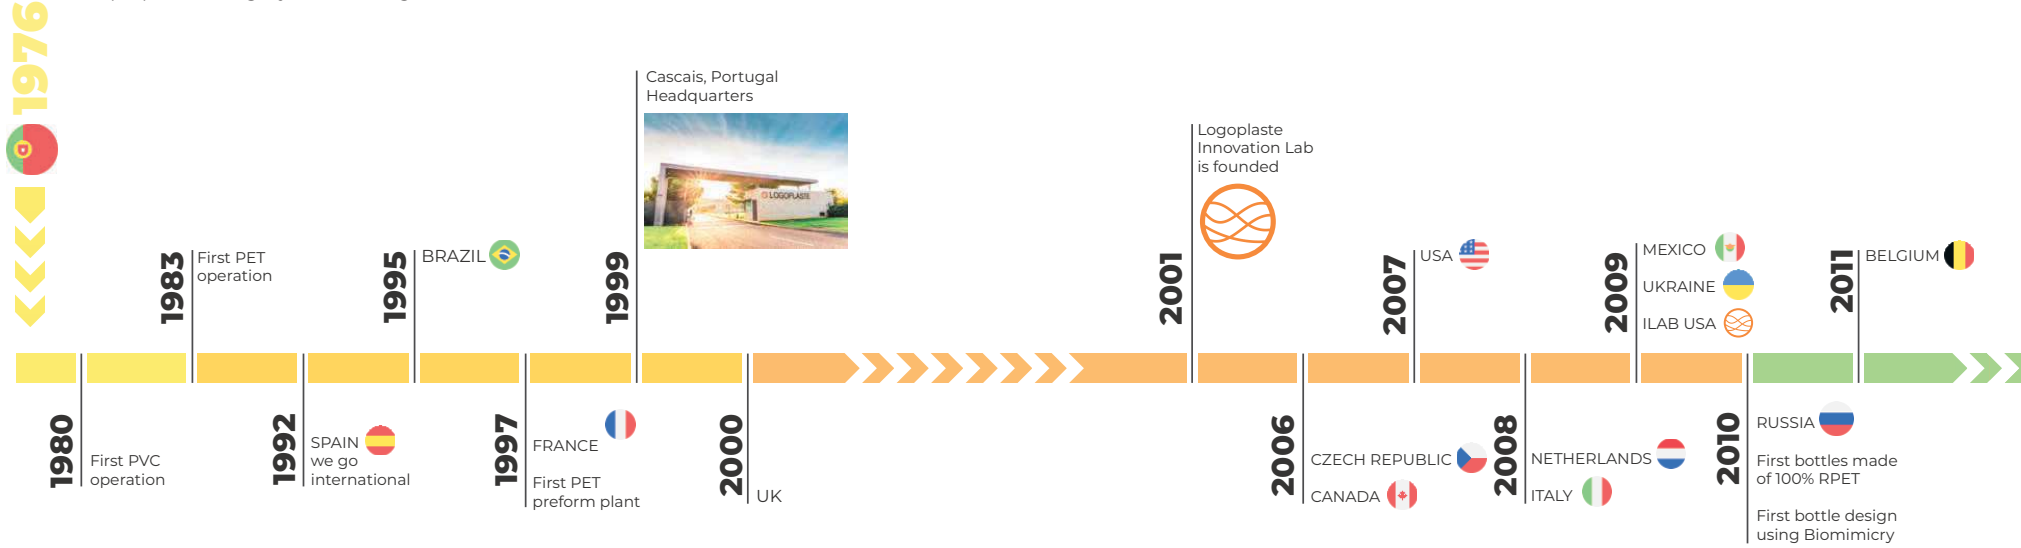 1976
Cascais, Portugal
Headquarters
LOGOPLASTE
Logoplaste
Innovation Lab
is founded
1983
First PET
operation
1995
BRAZIL
1999
2001
2007
USA
2009
MEXICO
UKRAINE
ILAB USA
2011
BELGIUM
1980
First PVC
operation
1992
SPAIN
we go
international
1997
FRANCE
First PET
preform plant
2000
UK
2006
CZECH REPUBLIC
CANADA
2008
NETHERLANDS
ITALY
2010
RUSSIA
First bottles made
of 100% RPET
First bottle design
using Biomimicry